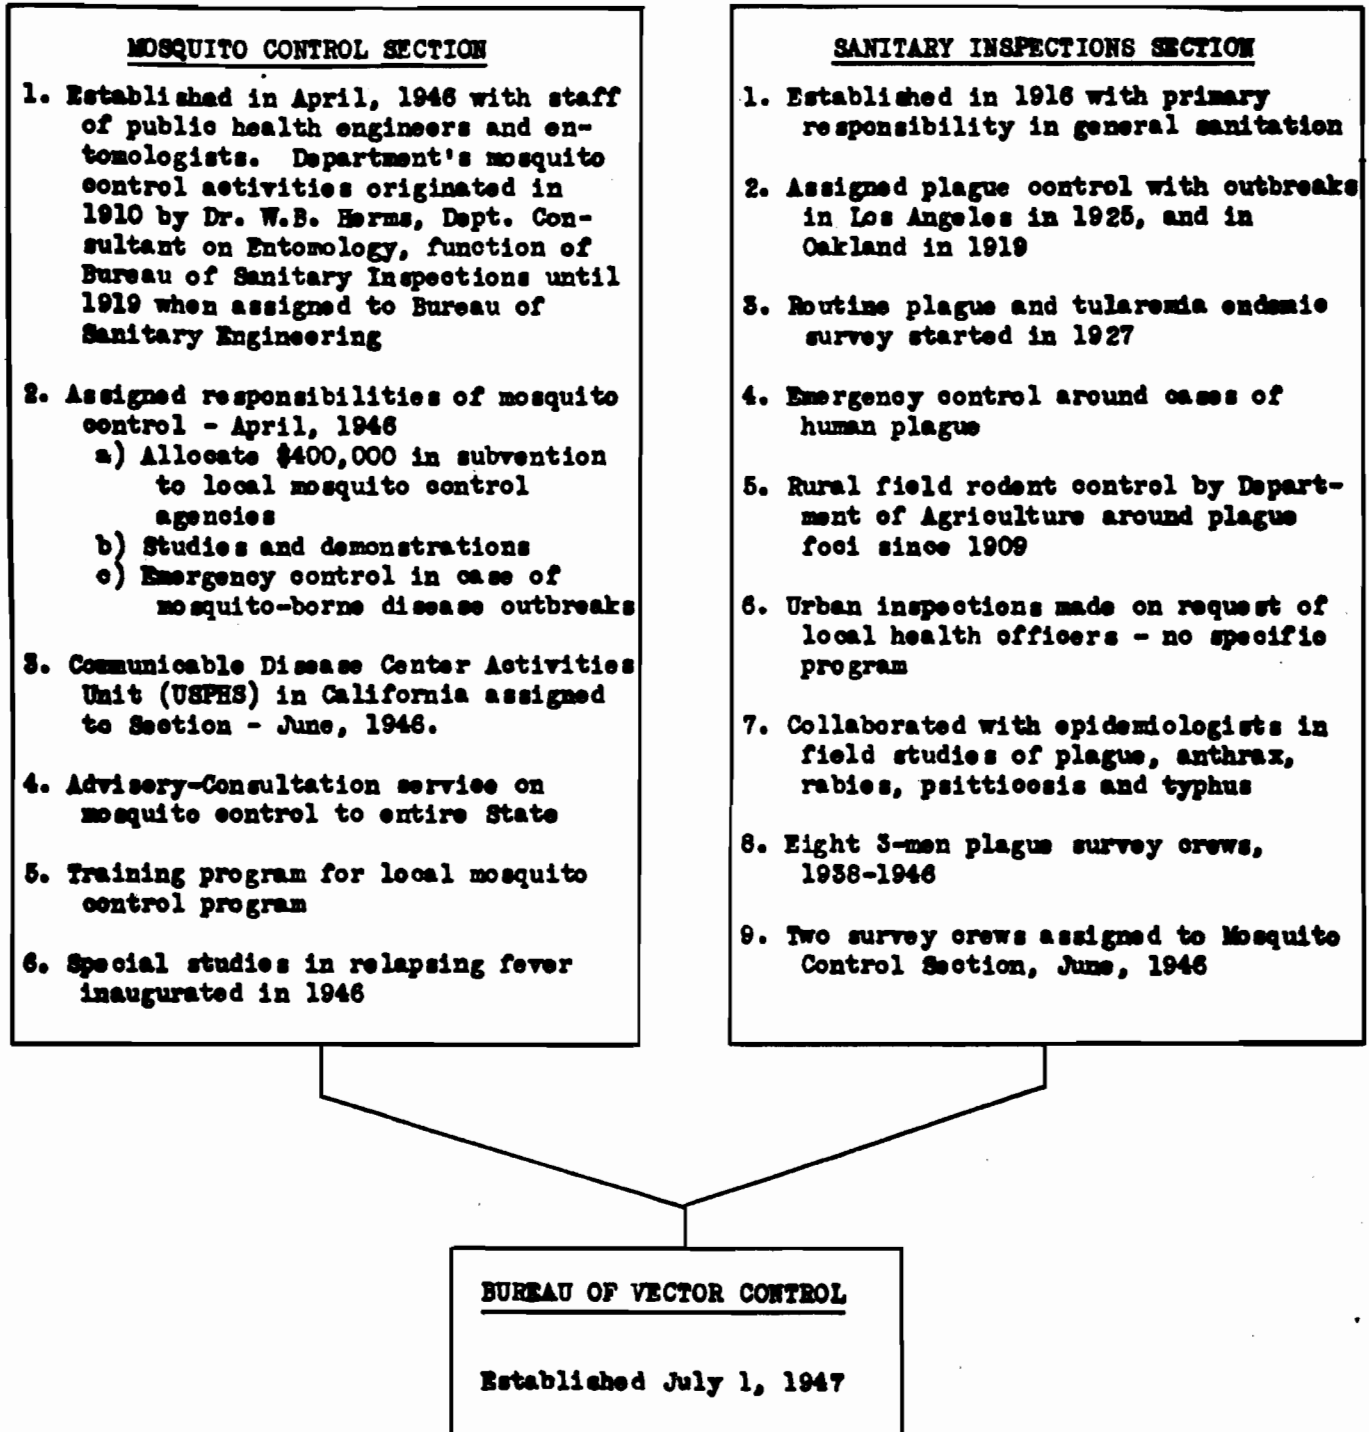 MOSQUITO CONTROL SECTION
1. Established in April, 1946 with staff
of public health engineers and en-
tomologists. Department's mosquito
control activities originated in
1910 by Dr. W.B. Herms, Dept. Con-
sultant on Entomology, function of
Bureau of Sanitary Inspections until
1919 when assigned to Bureau of
Sanitary Engineering
2. Assigned responsibilities of mosquito
control - April, 1946
a) Allocate $400,000 in subvention
to local mosquito control
agencies
b) Studies and demonstrations
c) Emergency control in case of
mosquito-borne disease outbreaks
3. Communicable Disease Center Activities
Unit (USPHS) in California assigned
to Section - June, 1946.
4. Advisory-Consultation service on
mosquito control to entire State
5. Training program for local mosquito
control program
6. Special studies in relapsing fever
inaugurated in 1946
SANITARY INSPECTIONS SECTION
1. Established in 1916 with primary
responsibility in general sanitation
2. Assigned plague control with outbreaks
in Los Angeles in 1925, and in
Oakland in 1919
3. Routine plague and tularemia endemic
survey started in 1927
4. Emergency control around cases of
human plague
5. Rural field rodent control by Depart-
ment of Agriculture around plague
foci since 1909
6. Urban inspections made on request of
local health officers - no specific
program
7. Collaborated with epidemiologists in
field studies of plague, anthrax,
rabies, psitticosis and typhus
8. Eight 3-men plague survey crews,
1938-1946
9. Two survey crews assigned to Mosquito
Control Section, June, 1946
BUREAU OF VECTOR CONTROL
Established July 1, 1947